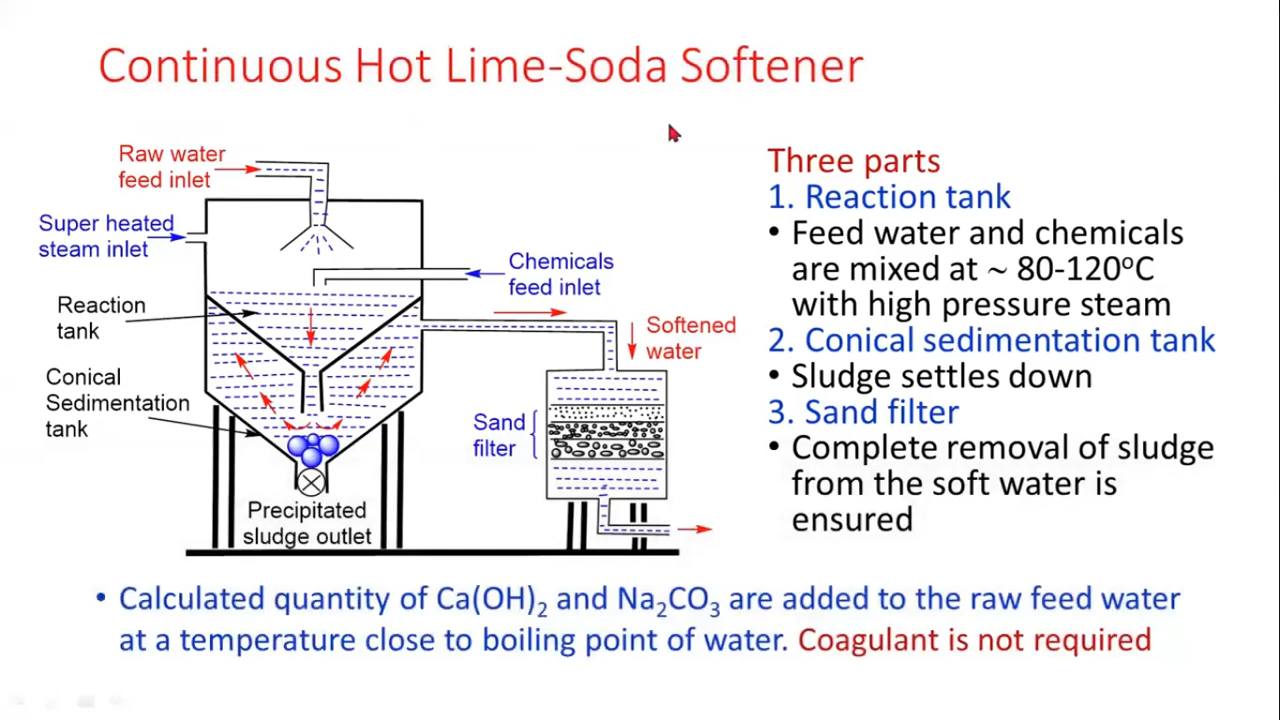 Continuous Hot Lime-Soda Softener
Raw water
feed inlet
Super heated
steam inlet
Chemicals
feed inlet
Reaction
tank
Softened
water
Conical
Sedimentation
tank
Sand
filter
Precipitated
sludge outlet
Three parts
1. Reaction tank
• Feed water and chemicals
are mixed at ~ 80-120°C
with high pressure steam
2. Conical sedimentation tank
• Sludge settles down
3. Sand filter
• Complete removal of sludge
from the soft water is
ensured
• Calculated quantity of Ca(OH)₂ and Na₂CO₃ are added to the raw feed water
at a temperature close to boiling point of water. Coagulant is not required